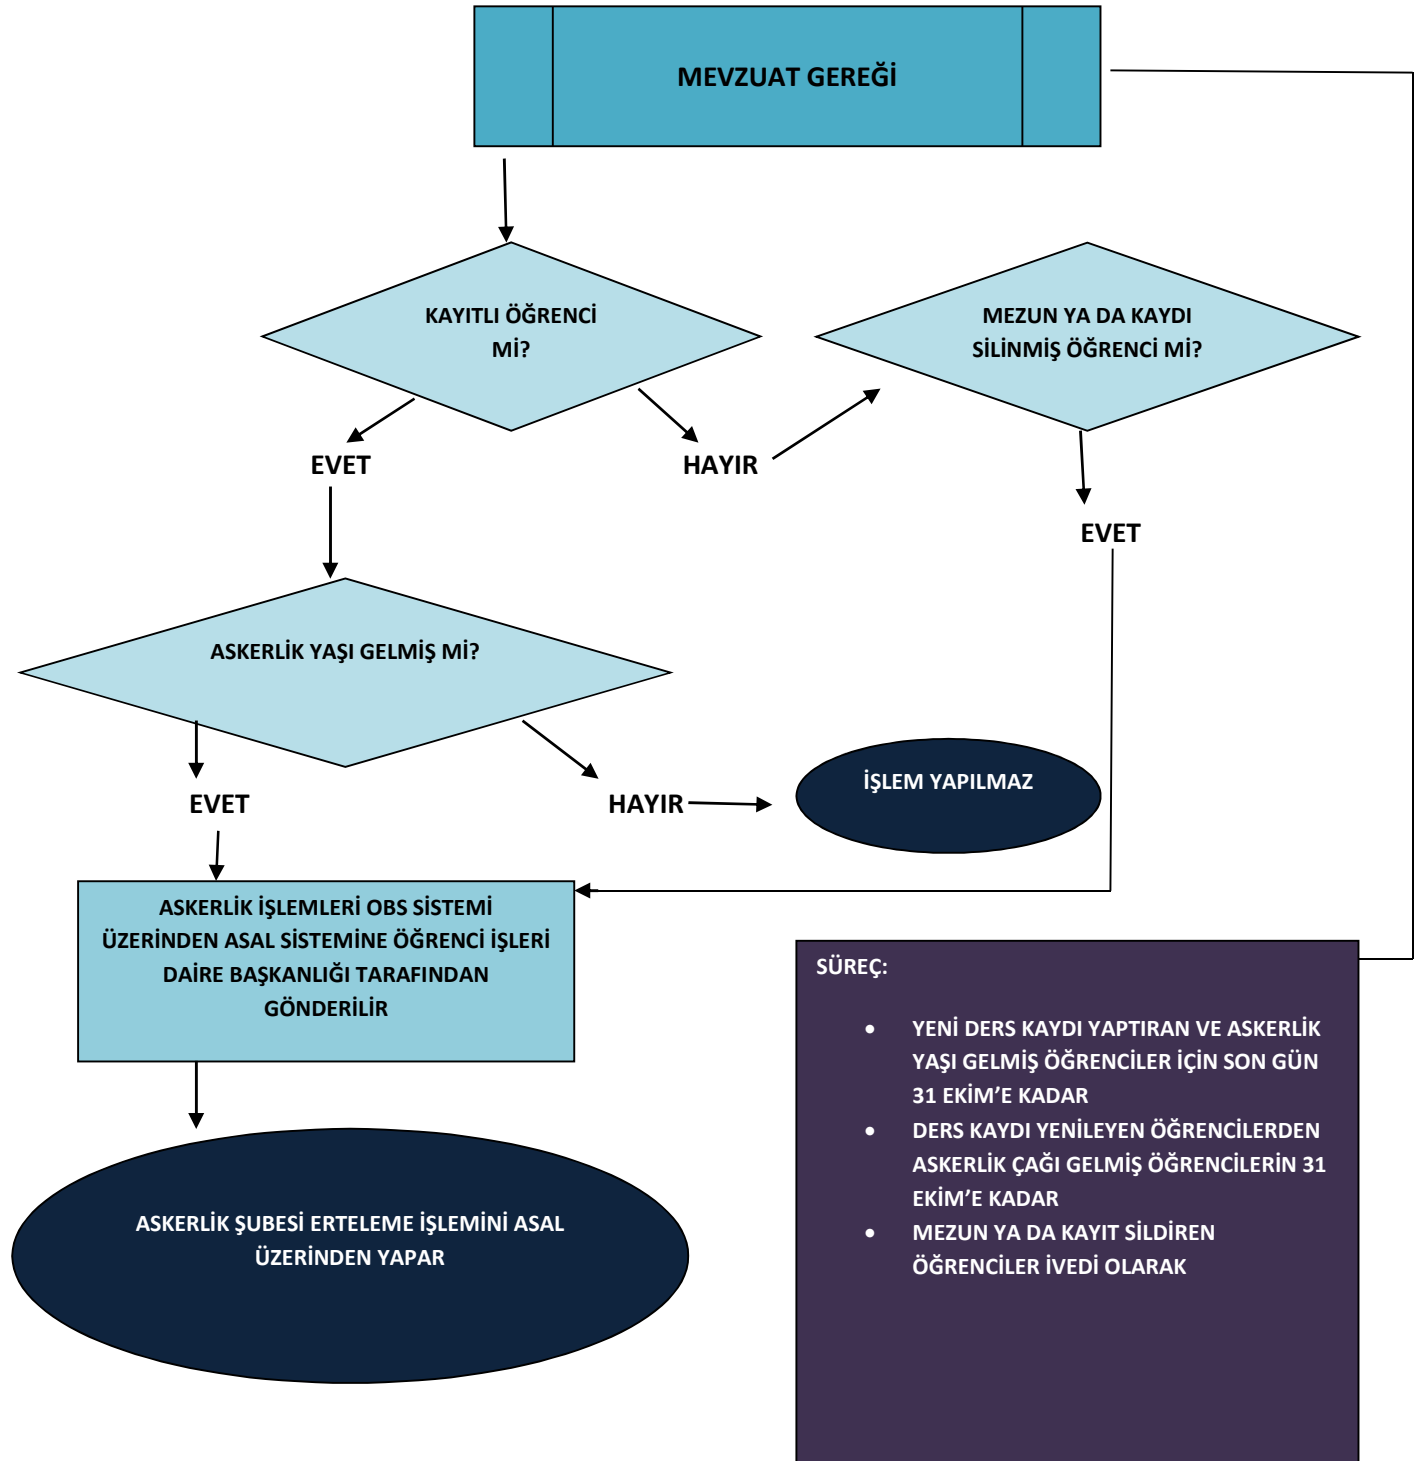 MEVZUAT GEREĞİ
KAYITLI ÖĞRENCİ
Mİ?
MEZUN YA DA KAYDI
SİLİNMİŞ ÖĞRENCİ Mİ?
EVET
HAYIR
EVET
ASKERLİK YAŞI GELMİŞ Mİ?
EVET
HAYIR
İŞLEM YAPILMAZ
ASKERLİK İŞLEMLERİ OBS SİSTEMİ
ÜZERİNDEN ASAL SİSTEMİNE ÖĞRENCİ İŞLERİ
DAİRE BAŞKANLIĞI TARAFINDAN
GÖNDERİLİR
ASKERLİK ŞUBESİ ERTELEME İŞLEMİNİ ASAL
ÜZERİNDEN YAPAR
SÜREÇ:
• YENİ DERS KAYDI YAPTIRAN VE ASKERLİK
YAŞI GELMİŞ ÖĞRENCİLER İÇİN SON GÜN
31 EKİM’E KADAR
• DERS KAYDI YENİLEYEN ÖĞRENCİLERDEN
ASKERLİK ÇAĞI GELMİŞ ÖĞRENCİLERİN 31
EKİM’E KADAR
• MEZUN YA DA KAYIT SİLDİREN
ÖĞRENCİLER İVEDİ OLARAK